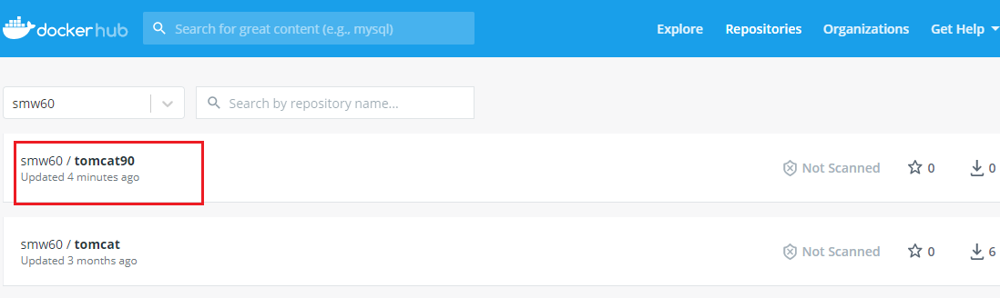 docker hub
Search for great content (e.g., mysql)
Explore
Repositories
Organizations
Get Help
smw60
Search by repository name...
smw60 / tomcat90
Updated 4 minutes ago
Not Scanned
0
0
smw60 / tomcat
Updated 3 months ago
Not Scanned
0
6